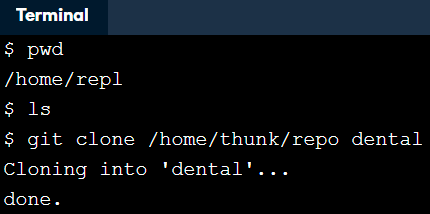 Terminal
$ pwd
/home/repl
$ ls
$ git clone /home/thunk/repo dental
Cloning into 'dental'...
done.